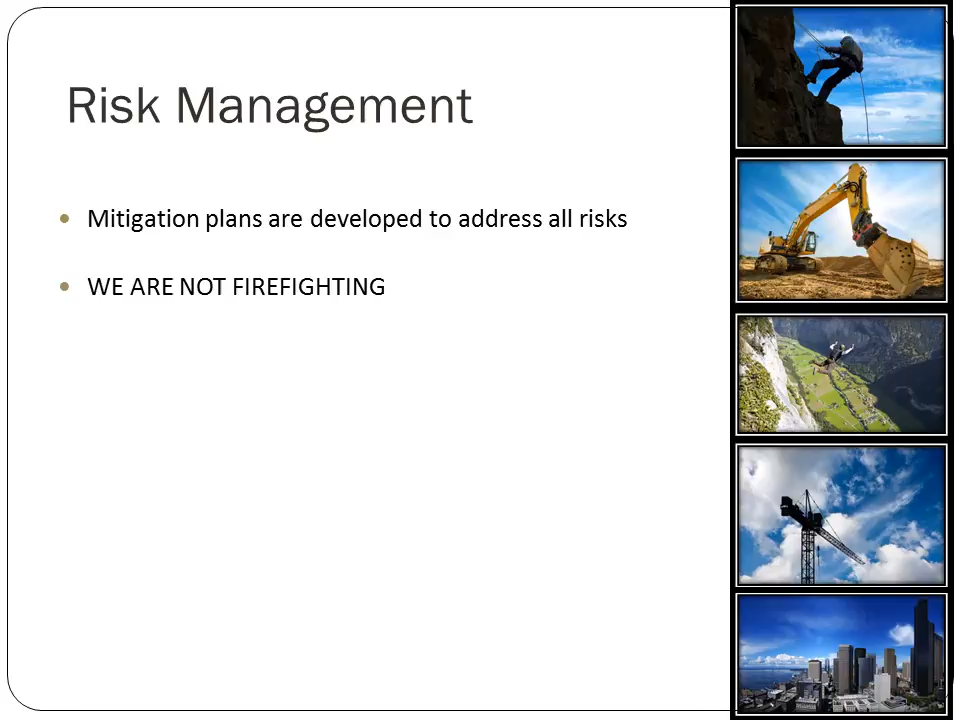 Risk Management
Mitigation plans are developed to address all risks
WE ARE NOT FIREFIGHTING